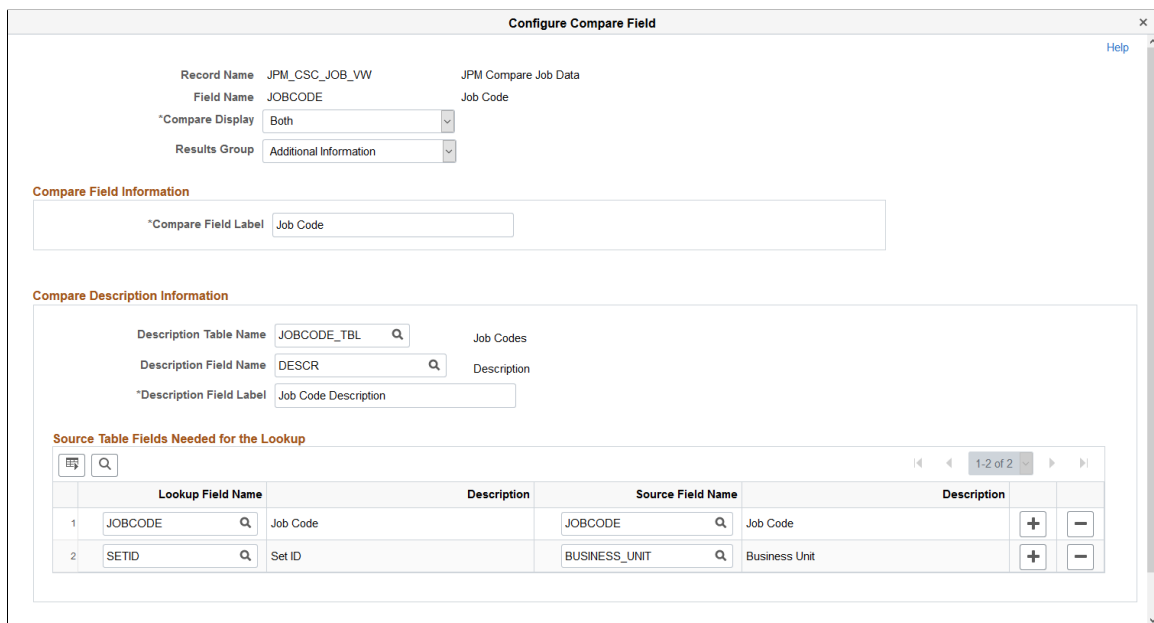 Configure Compare Field ×
Help
Record Name JPM_CSC_JOB_VW JPM Compare Job Data
Field Name JOBCODE Job Code
*Compare Display Both
Results Group Additional Information
Compare Field Information
*Compare Field Label Job Code
Compare Description Information
Description Table Name JOBCODE_TBL Job Codes
Description Field Name DESCR Description
*Description Field Label Job Code Description
Source Table Fields Needed for the Lookup
1-2 of 2
Lookup Field Name Description Source Field Name Description
1 JOBCODE Job Code JOBCODE Job Code
2 SETID Set ID BUSINESS_UNIT Business Unit